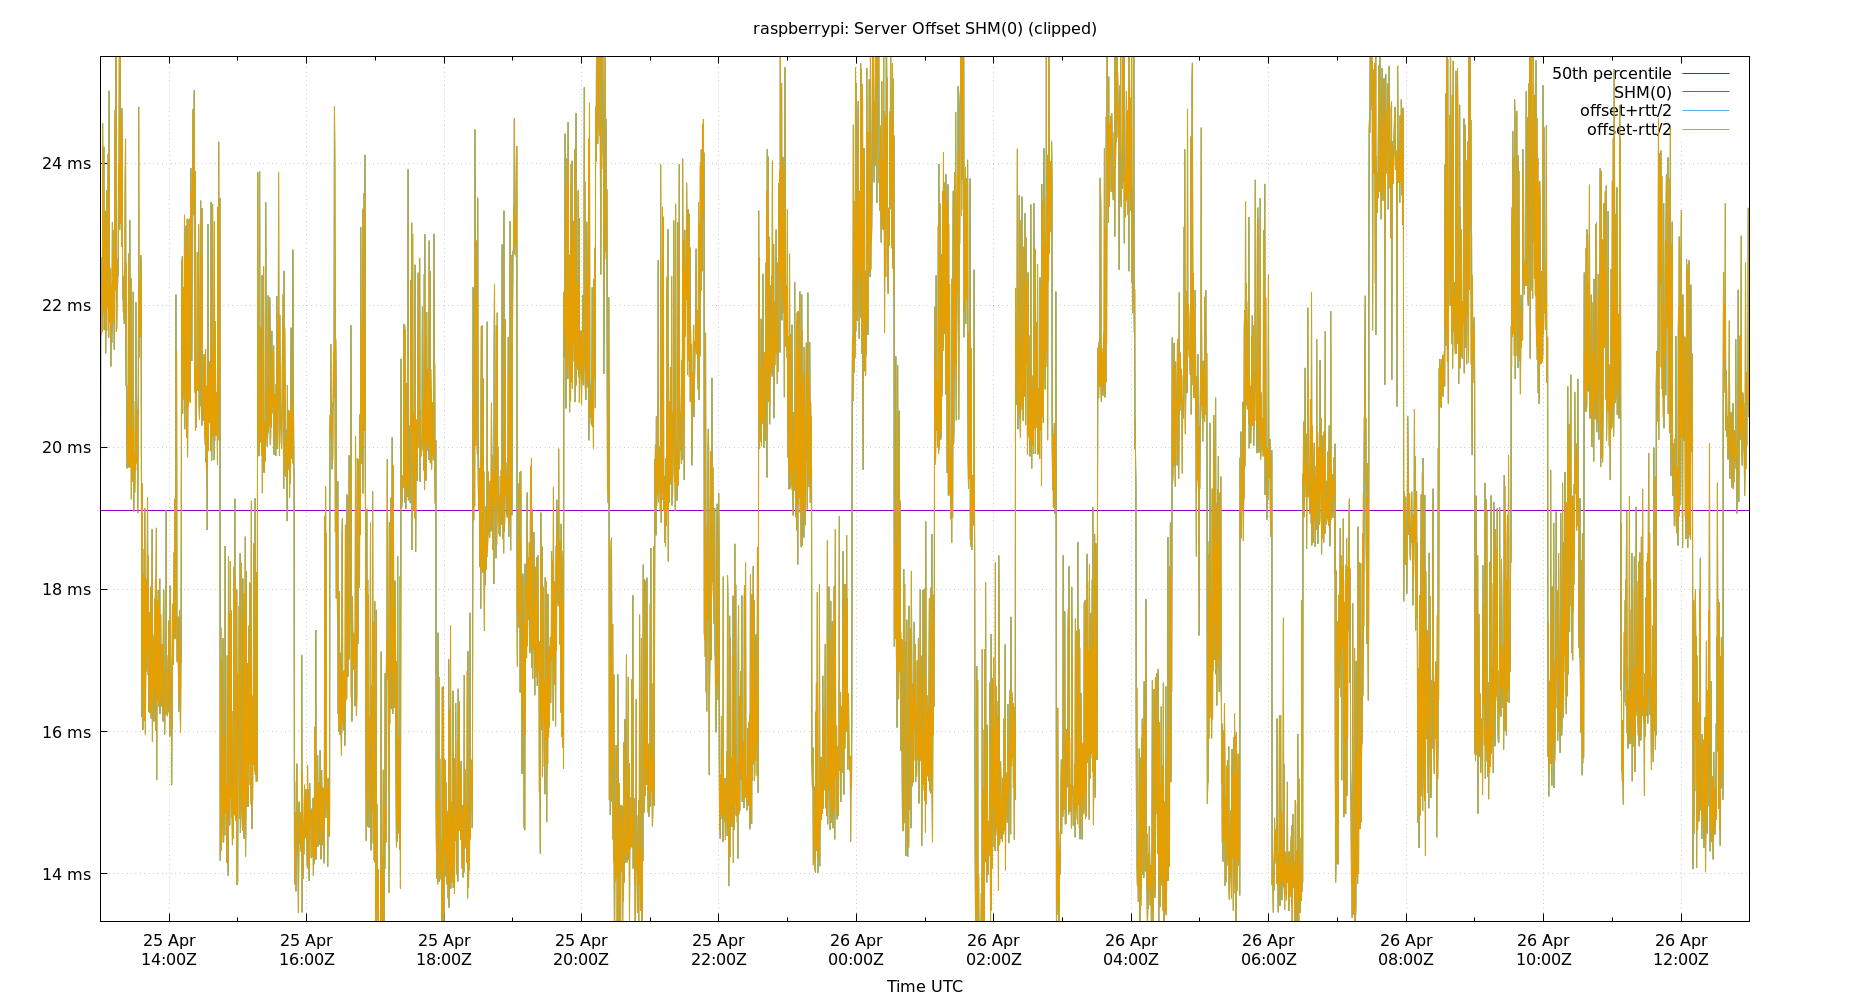 raspberrypi: Server Offset SHM(0) (clipped)
50th percentile
SHM(0)
offset+rtt/2
offset-rtt/2
24 ms
22 ms
20 ms
18 ms
16 ms
14 ms
25 Apr 25 Apr 25 Apr 25 Apr 25 Apr 26 Apr 26 Apr 26 Apr 26 Apr 26 Apr 26 Apr 26 Apr
14:00Z 16:00Z 18:00Z 20:00Z 22:00Z 00:00Z 02:00Z 04:00Z 06:00Z 08:00Z 10:00Z 12:00Z
Time UTC